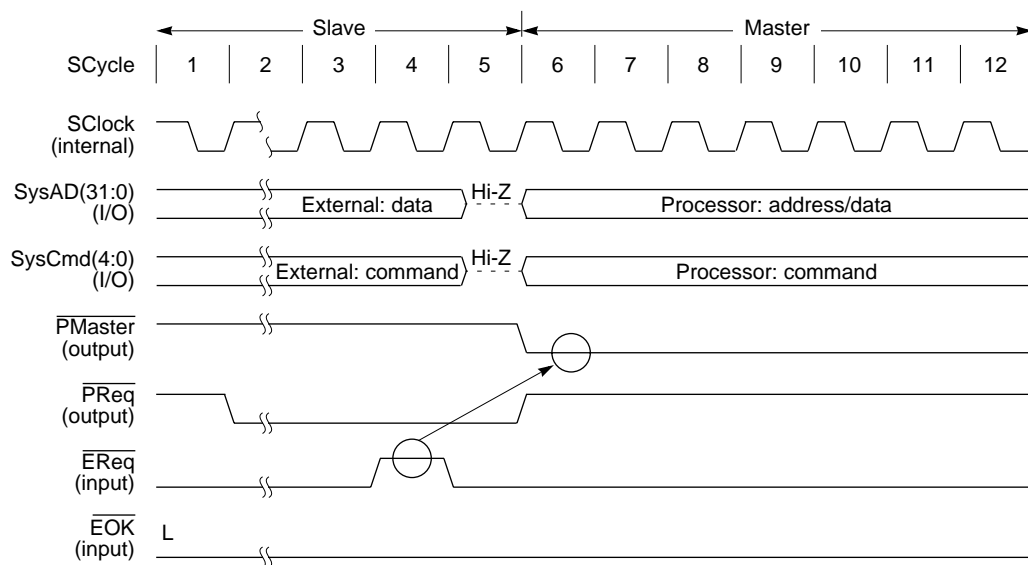 Slave Master
SCycle 1 2 3 4 5 6 7 8 9 10 11 12
SClock
(internal)
SysAD(31:0)
(I/O)
External: data Hi-Z Processor: address/data
SysCmd(4:0)
(I/O)
External: command Hi-Z Processor: command
PMaster
(output)
PReq
(output)
EReq
(input)
EOK
(input)
L